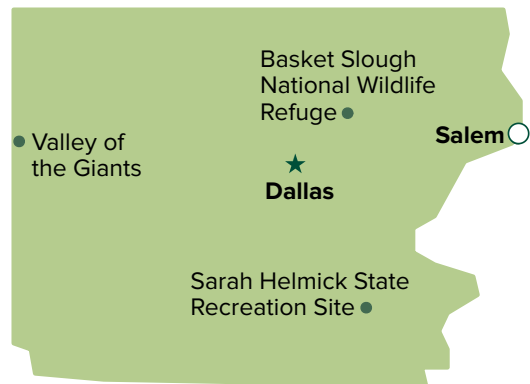 Basket Slough
National Wildlife
Refuge
Salem
Valley of
the Giants
Dallas
Sarah Helmick State
Recreation Site